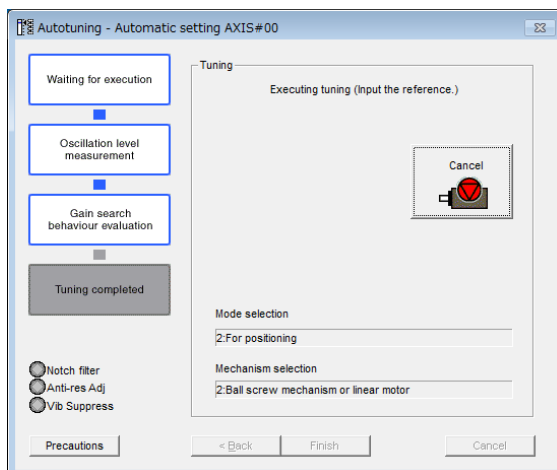 Autotuning - Automatic setting AXIS#00
Waiting for execution
Oscillation level
measurement
Gain search
behaviour evaluation
Tuning completed
Notch filter
Anti-res Adj
Vib Suppress
Precautions
Tuning
Executing tuning (Input the reference.)
Cancel
Mode selection
2:For positioning
Mechanism selection
2:Ball screw mechanism or linear motor
< Back
Finish
Cancel